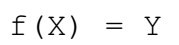 f(X) = Y